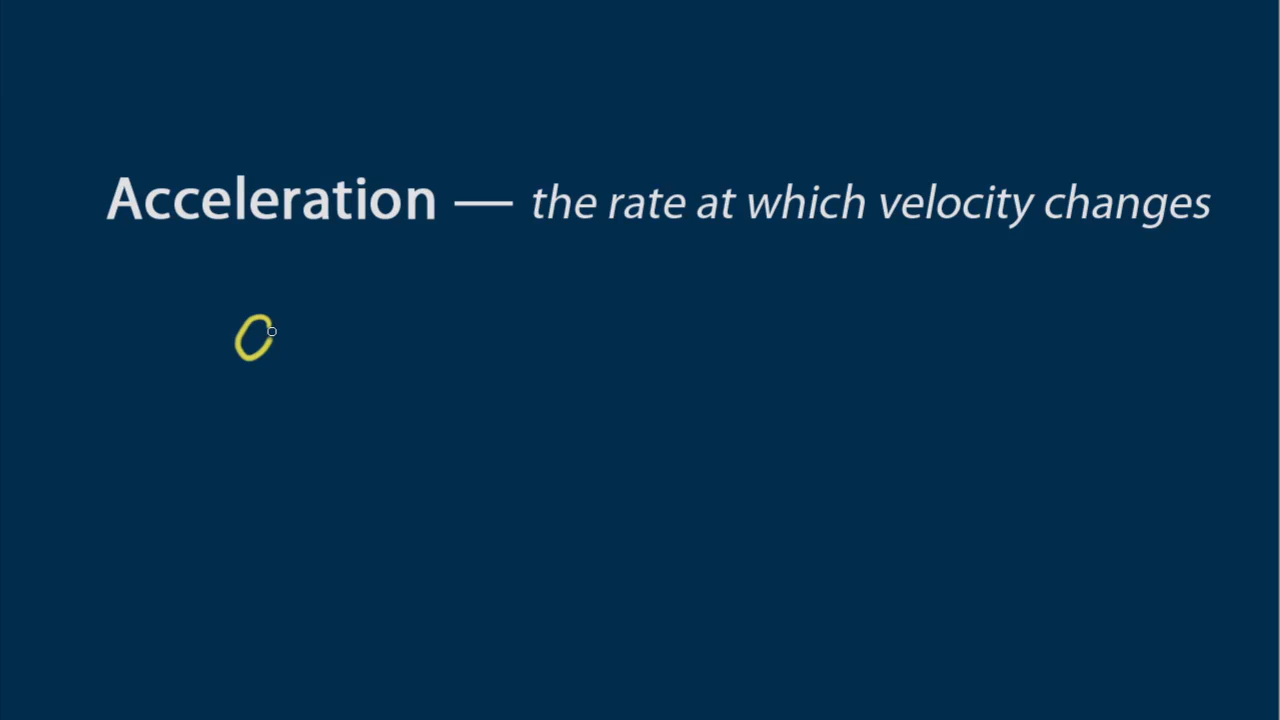 Acceleration — the rate at which velocity changes